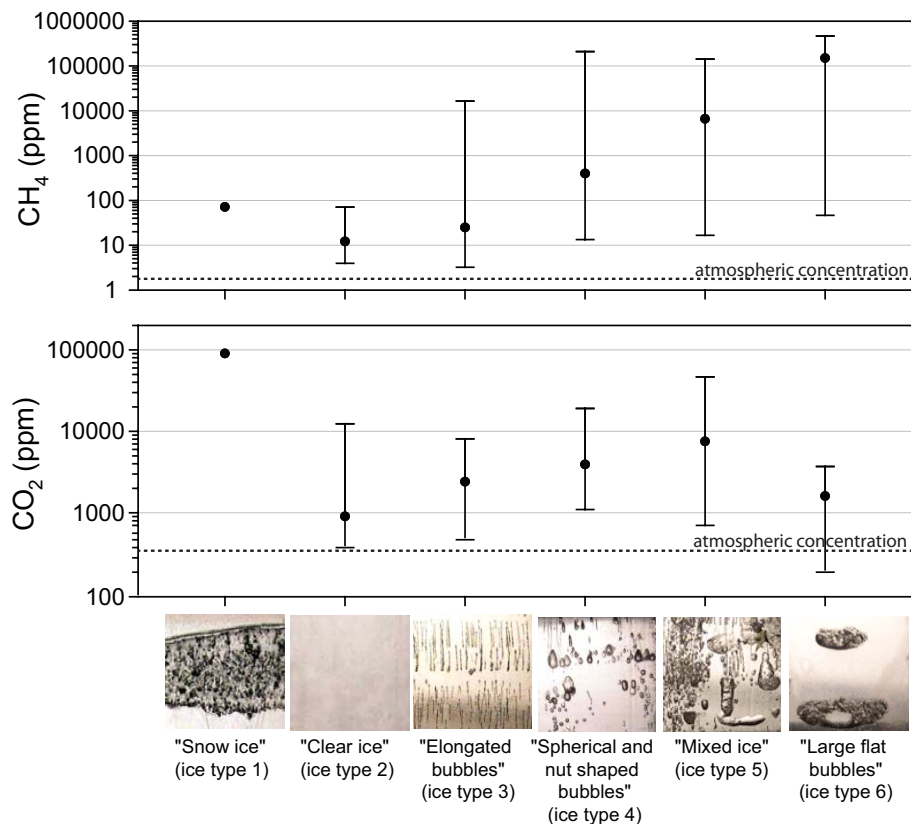 1000000
100000
10000
1000
100
10
1
CH4 (ppm)
atmospheric concentration
100000
10000
1000
100
CO2 (ppm)
atmospheric concentration
"Snow ice"
(ice type 1)
"Clear ice"
(ice type 2)
"Elongated
bubbles"
(ice type 3)
"Spherical and
nut shaped
bubbles"
(ice type 4)
"Mixed ice"
(ice type 5)
"Large flat
bubbles"
(ice type 6)